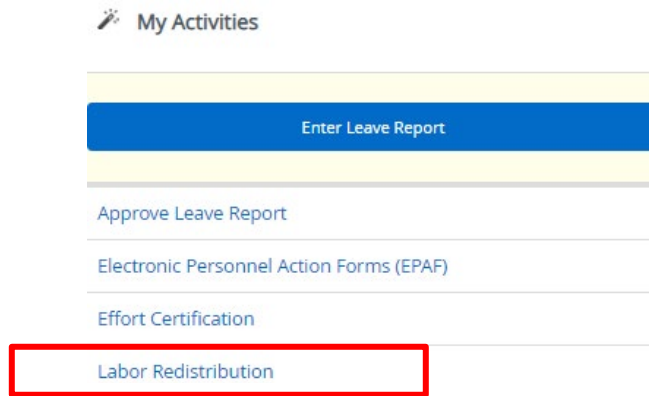 My Activities
Enter Leave Report
Approve Leave Report
Electronic Personnel Action Forms (EPAF)
Effort Certification
Labor Redistribution